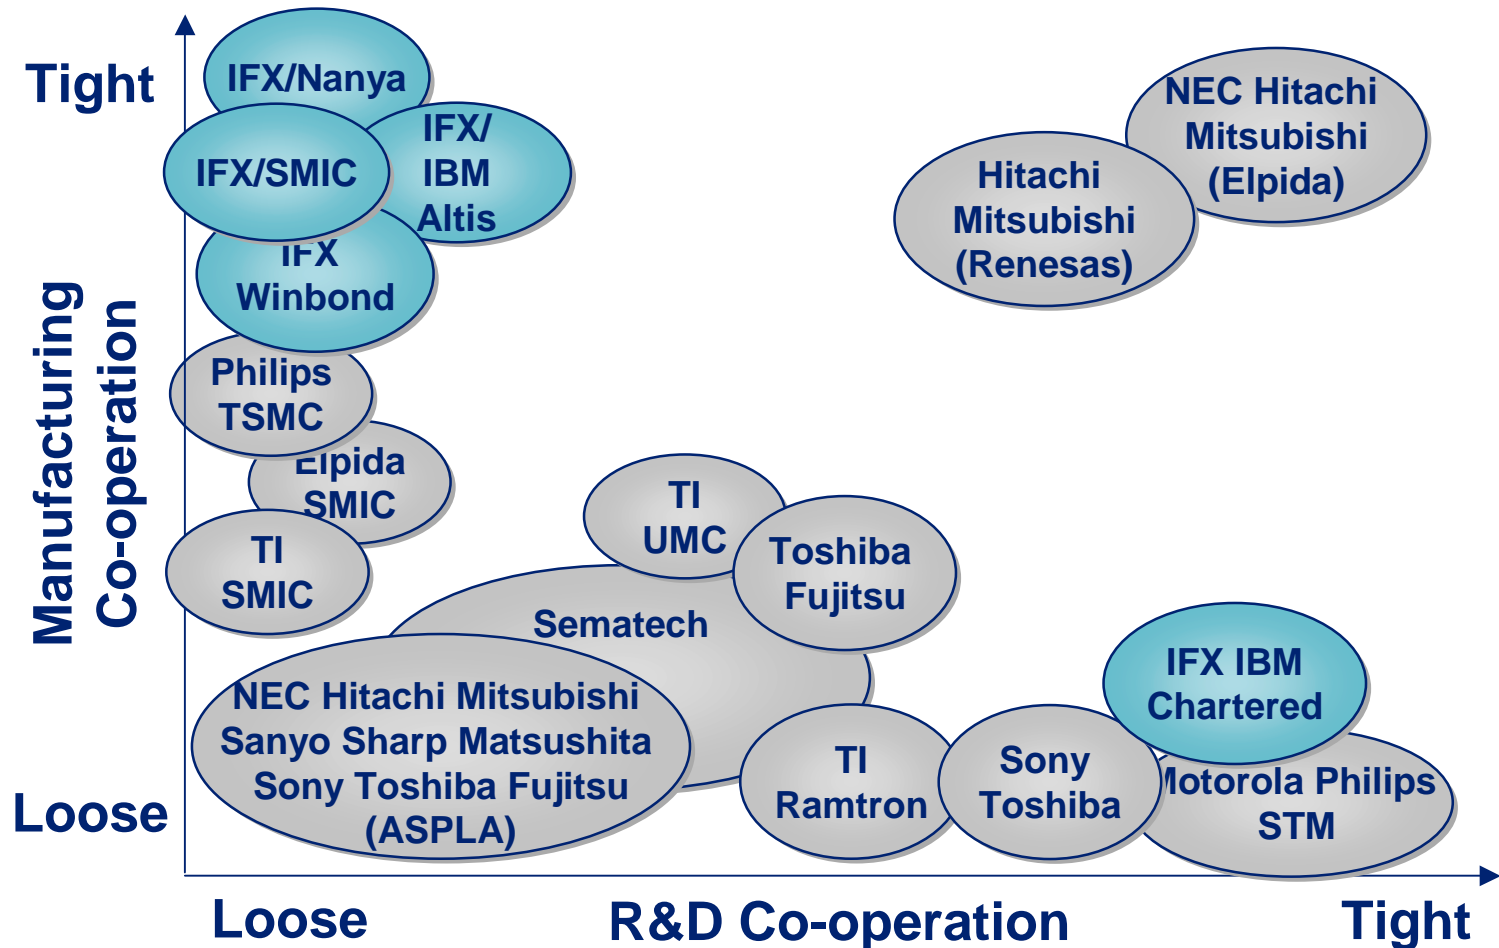 Tight
IFX/Nanya
IFX/SMIC
IFX/
IBM
Altis
IFX
Winbond
NEC Hitachi
Mitsubishi
(Elpida)
Hitachi
Mitsubishi
(Renesas)
Manufacturing
Co-operation
Philips
TSMC
Elpida
SMIC
TI
SMIC
TI
UMC
Toshiba
Fujitsu
Sematech
NEC Hitachi Mitsubishi
Sanyo Sharp Matsushita
Sony Toshiba Fujitsu
(ASPLA)
IFX IBM
Chartered
TI
Ramtron
Sony
Toshiba
Motorola Philips
STM
Loose
Loose
R&D Co-operation
Tight